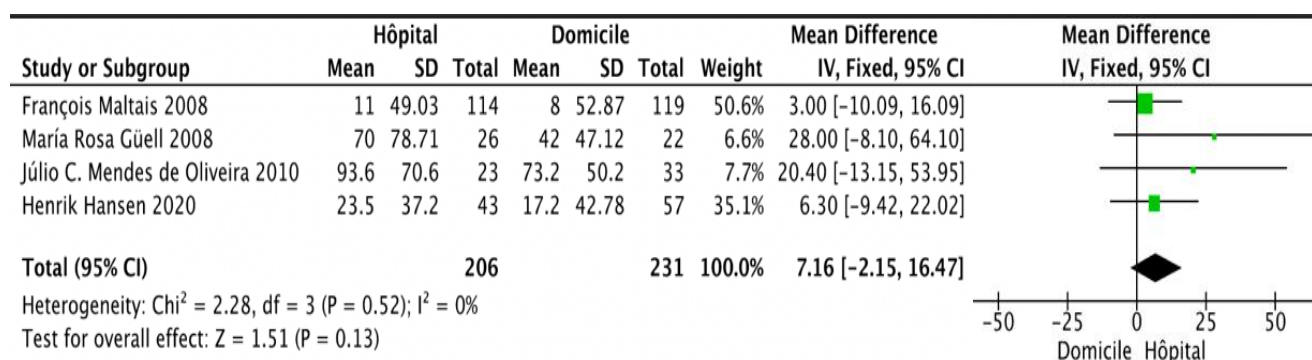 Hôpital Domicile Mean Difference Mean Difference
Study or Subgroup Mean SD Total Mean SD Total Weight IV, Fixed, 95% CI IV, Fixed, 95% CI
François Maltais 2008 11 49.03 114 8 52.87 119 50.6% 3.00 [−10.09, 16.09]
María Rosa Güell 2008 70 78.71 26 42 47.12 22 6.6% 28.00 [−8.10, 64.10]
Júlio C. Mendes de Oliveira 2010 93.6 70.6 23 73.2 50.2 33 7.7% 20.40 [−13.15, 53.95]
Henrik Hansen 2020 23.5 37.2 43 17.2 42.78 57 35.1% 6.30 [−9.42, 22.02]
Total (95% CI) 206 231 100.0% 7.16 [−2.15, 16.47]
Heterogeneity: Chi² = 2.28, df = 3 (P = 0.52); I² = 0%
Test for overall effect: Z = 1.51 (P = 0.13)
−50 −25 0 25 50
Domicile Hôpital